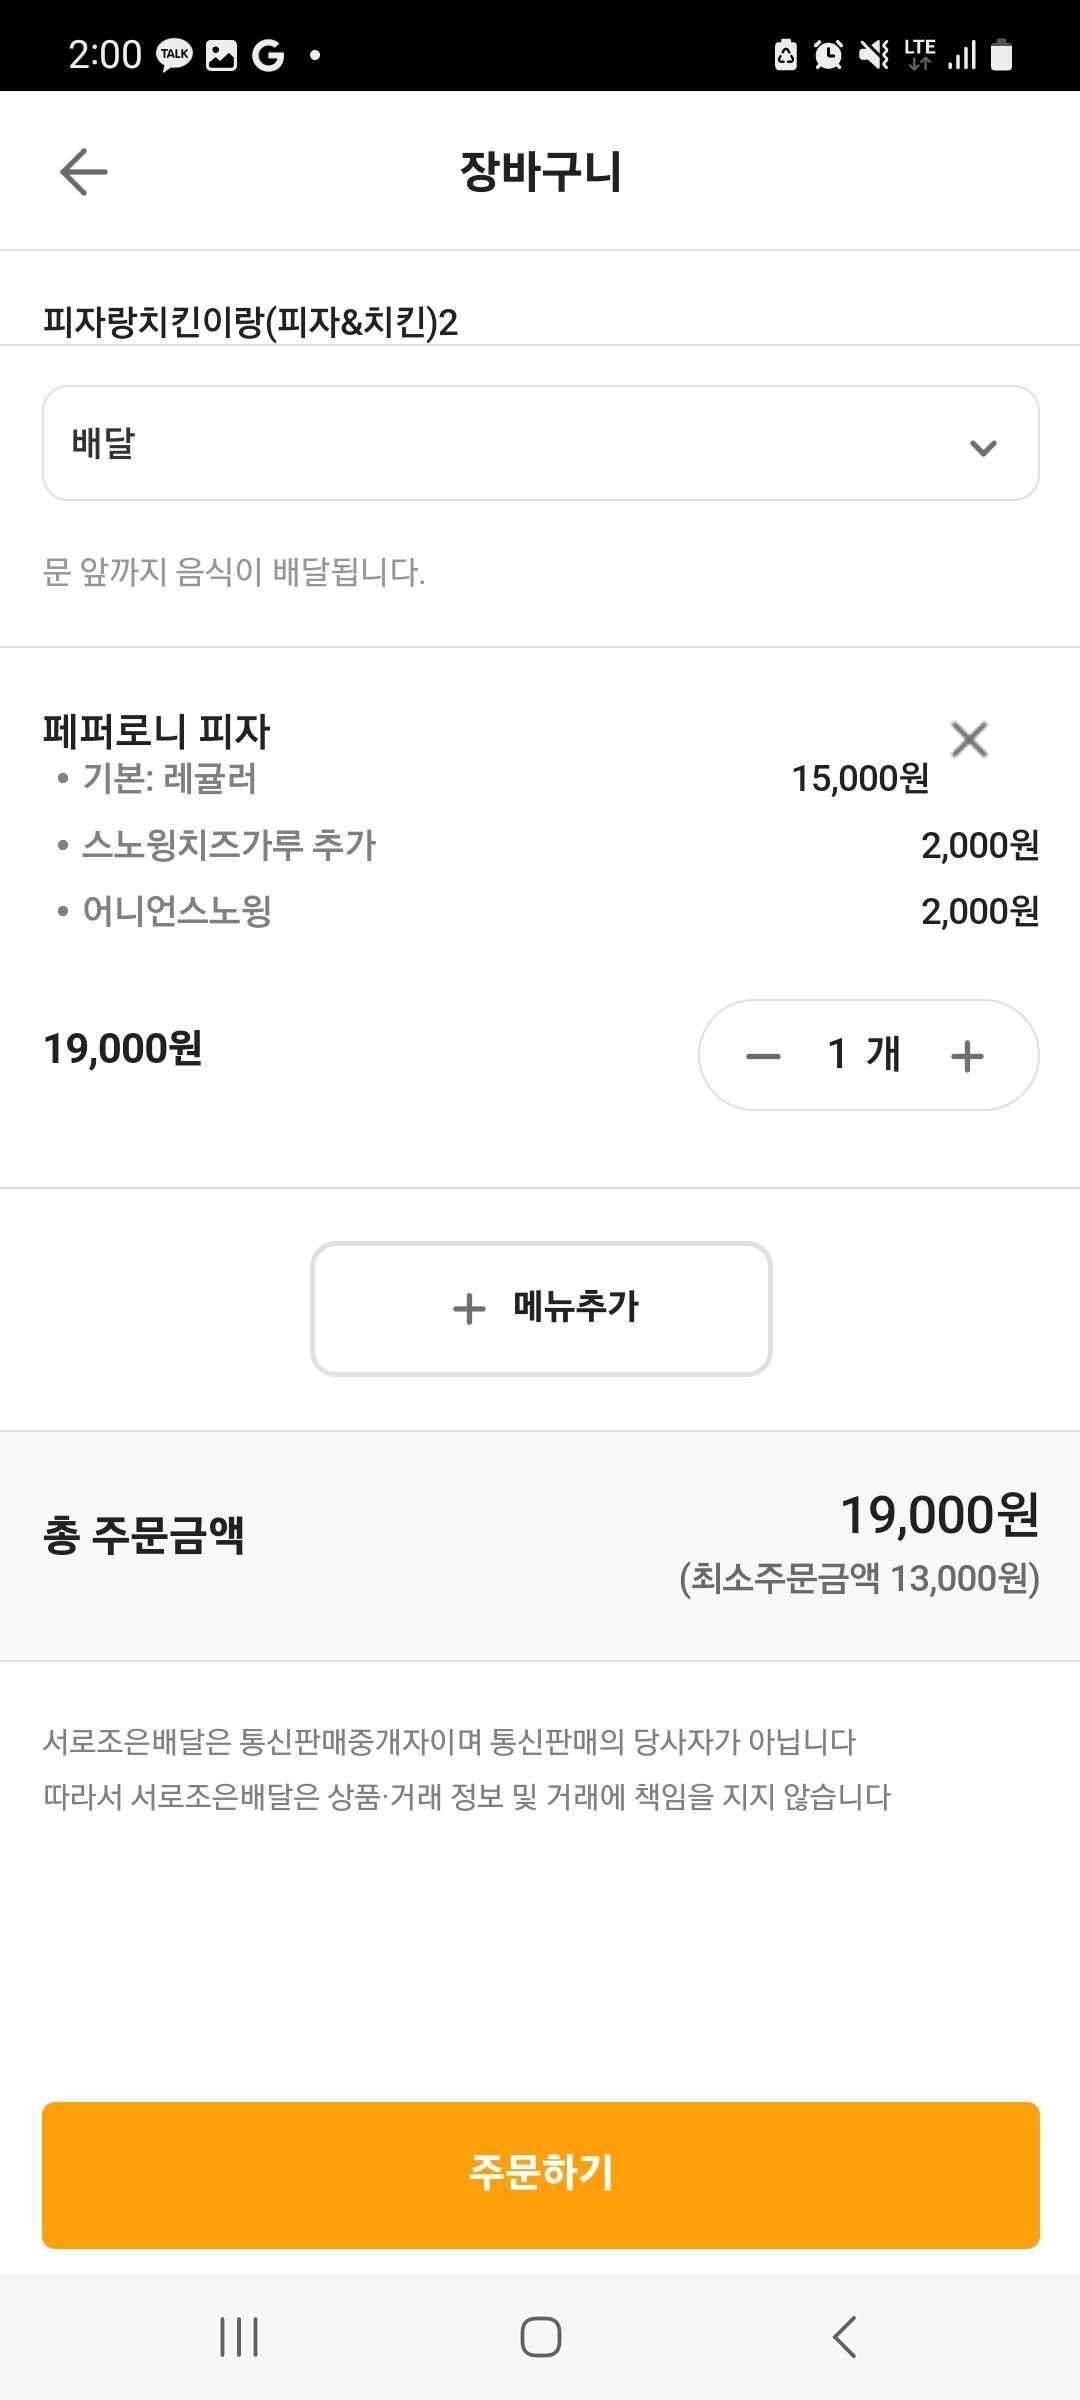 2:00 TALK G LTE
장바구니
피자랑치킨이랑(피자&치킨)2
배달
문 앞까지 음식이 배달됩니다.
페퍼로니 피자
• 기본: 레귤러 15,000원
• 스노윙치즈가루 추가 2,000원
• 어니언스노윙 2,000원
19,000원 1 개
메뉴추가
총 주문금액 19,000원
(최소주문금액 13,000원)
서로조은배달은 통신판매중개자이며 통신판매의 당사자가 아닙니다
따라서 서로조은배달은 상품·거래 정보 및 거래에 책임을 지지 않습니다
주문하기